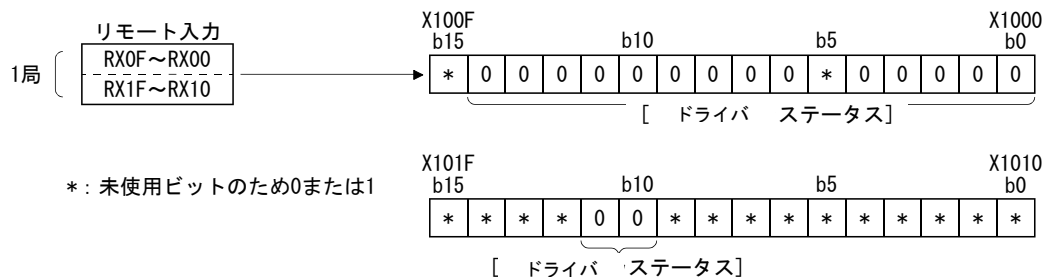 リモート入力
1局
RX0F～RX00
RX1F～RX10
X100F X1000
b15 b10 b5 b0
* 0 0 0 0 0 0 0 0 0 * 0 0 0 0 0
[ ドライバ ステータス]
*：未使用ビットのため0または1
X101F X1010
b15 b10 b5 b0
* * * * 0 0 * * * * * * * * * *
[ ドライバ ステータス]